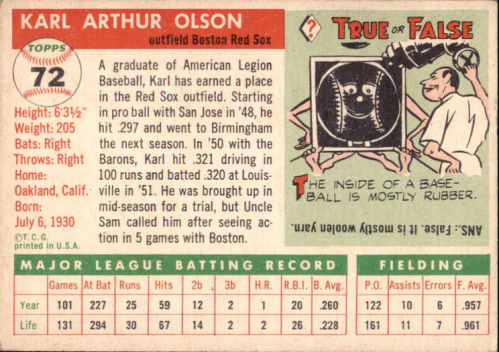 KARL ARTHUR OLSON
outfield Boston Red Sox
TOPPS
72
Height: 6'3½"
Weight: 205
Bats: Right
Throws: Right
Home:
Oakland, Calif.
Born:
July 6, 1930
©T.C.G.
printed in U.S.A.
A graduate of American Legion
Baseball, Karl has earned a place
in the Red Sox outfield. Starting
in pro ball with San Jose in '48, he
hit .297 and went to Birmingham
the next season. In '50 with the
Barons, Karl hit .321 driving in
100 runs and batted .320 at Louis-
ville in '51. He was brought up in
mid-season for a trial, but Uncle
Sam called him after seeing
action in 5 games with Boston.
? TRUE OR FALSE
THE INSIDE OF A BASE-
BALL IS MOSTLY RUBBER.
ANS.. False. It is mostly woolen yarn.
MAJOR LEAGUE BATTING RECORD FIELDING
Games At Bat Runs Hits 2b 3b H.R. R.B.I. B. Avg. P.O. Assists Errors F. Avg.
Year 101 227 25 59 12 2 1 20 .260 122 10 6 .957
Life 131 294 30 67 14 2 2 26 .228 161 11 7 .961